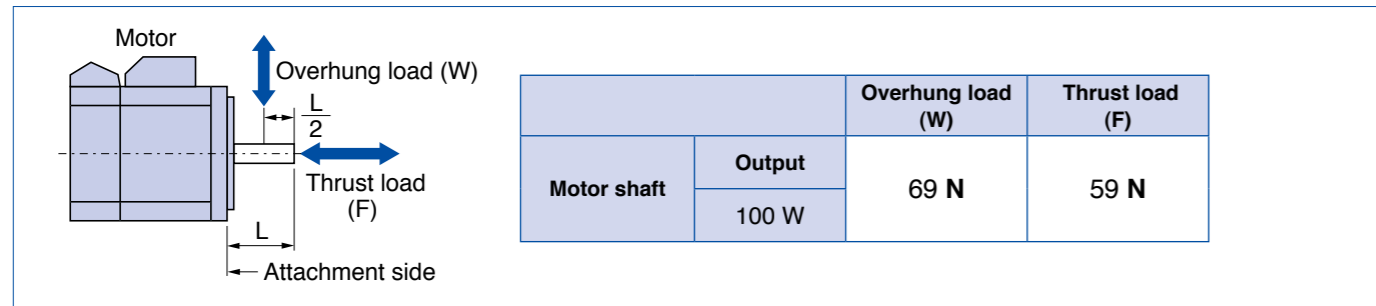 Motor
Overhung load (W)
L
2
Thrust load
(F)
L
Attachment side
Overhung load
(W)
Thrust load
(F)
Motor shaft
Output
69 N
59 N
100 W